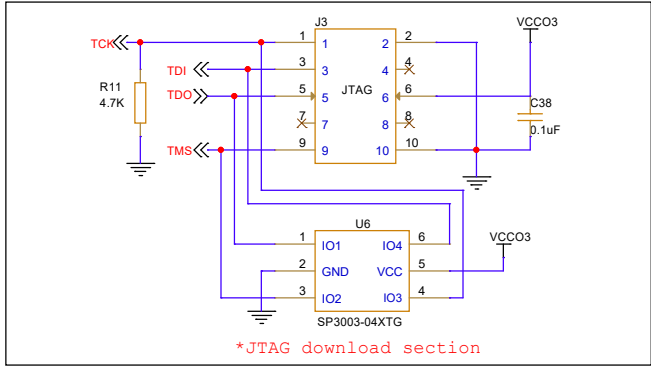 J3
VCCO3
TCK
1 1 2 2
TDI
3 3 4 4
R11
4.7K
JTAG
TDO
5 5 6 6
C38
0.1uF
7 7 8 8
TMS
9 9 10 10
U6
VCCO3
1 IO1 IO4 6
2 GND VCC 5
3 IO2 IO3 4
SP3003-04XTG
*JTAG download section